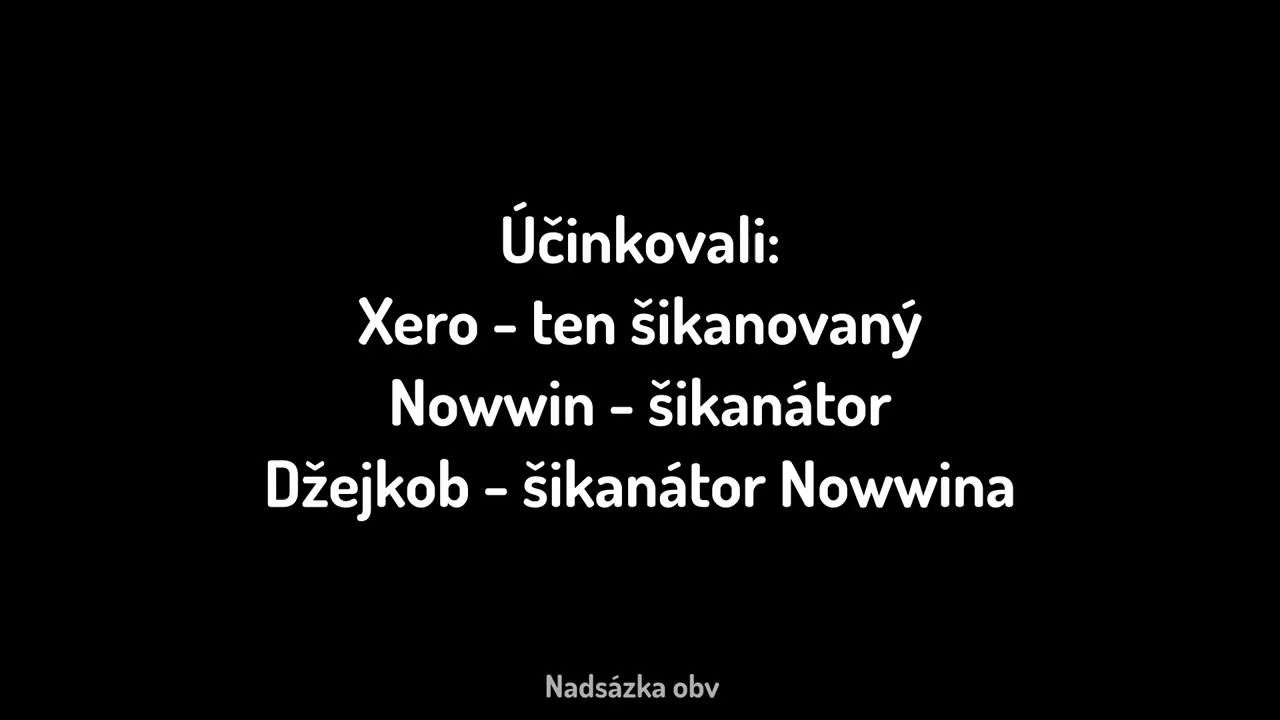 Účinkovali:
Xero - ten šikanovaný
Nowwin - šikanátor
Džejkob - šikanátor Nowwina
Nadsázka obv